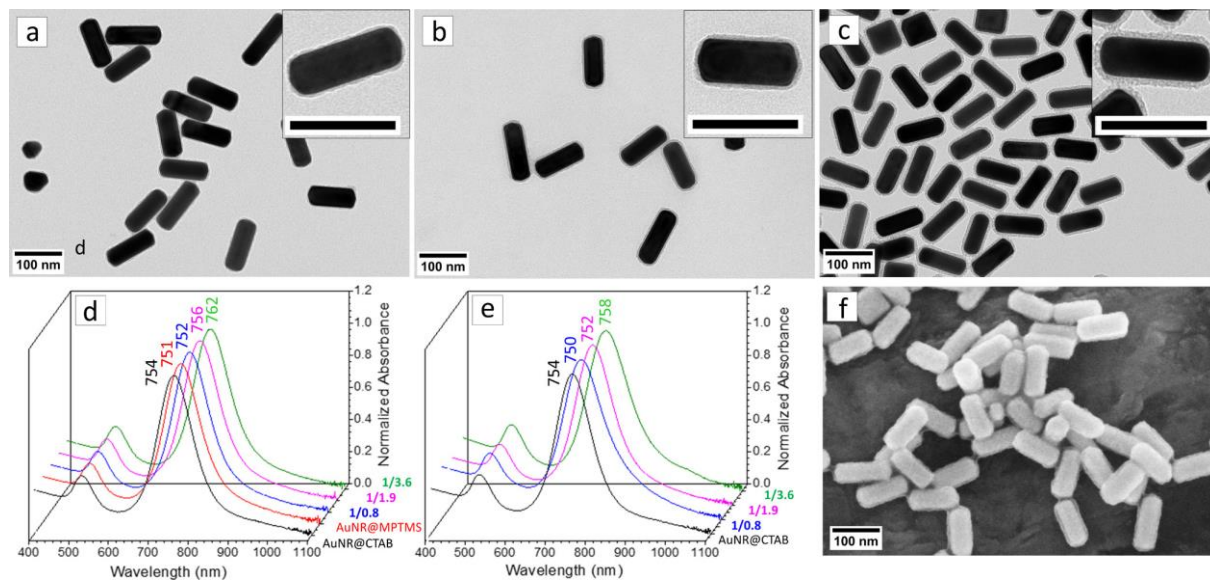 a
d
100 nm
b
100 nm
c
100 nm
d
754
751
752
756
762
1.2
1.0
0.8
0.6
0.4
0.2
0.0
Normalized Absorbance
1/3.6
1/1.9
1/0.8
AuNR@MPTMS
AuNR@CTAB
400 500 600 700 800 900 1000 1100
Wavelength (nm)
e
754
750
752
758
1.2
1.0
0.8
0.6
0.4
0.2
0.0
Normalized Absorbance
1/3.6
1/1.9
1/0.8
AuNR@CTAB
400 500 600 700 800 900 1000 1100
Wavelength (nm)
f
100 nm